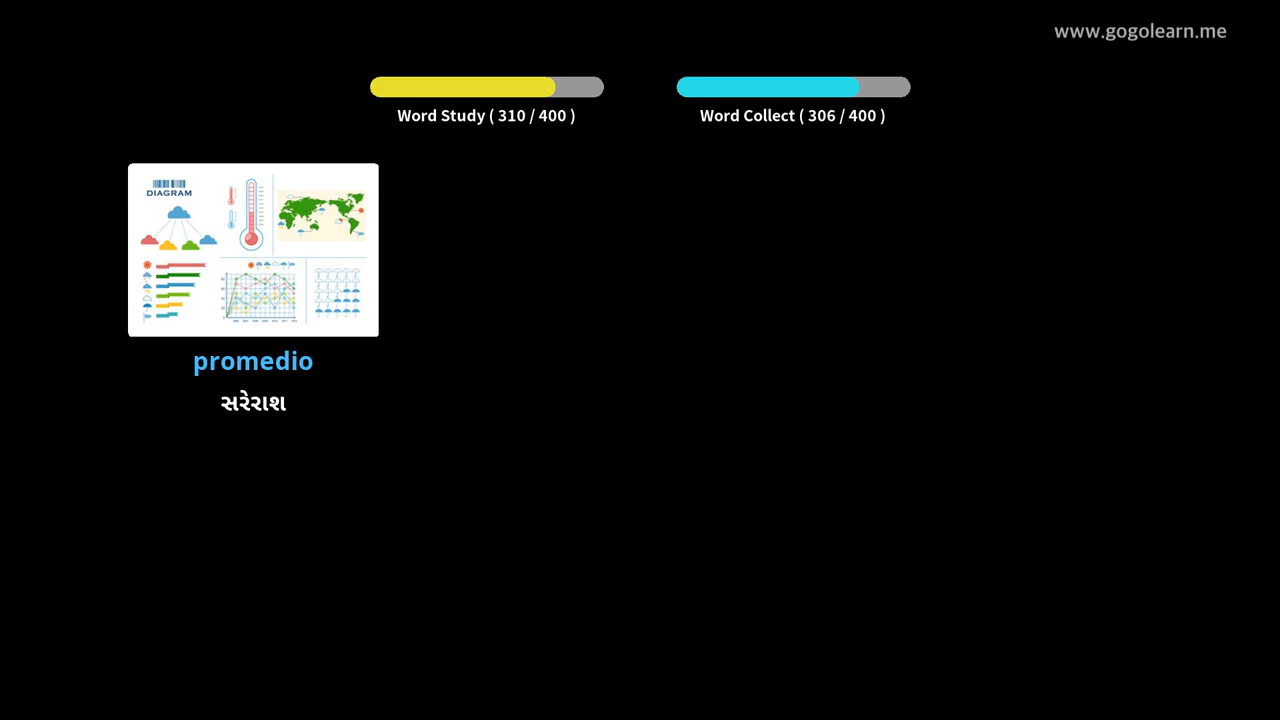 www.gogolearn.me
Word Study ( 310 / 400 )
Word Collect ( 306 / 400 )
DIAGRAM
promedio
સરેરાશ